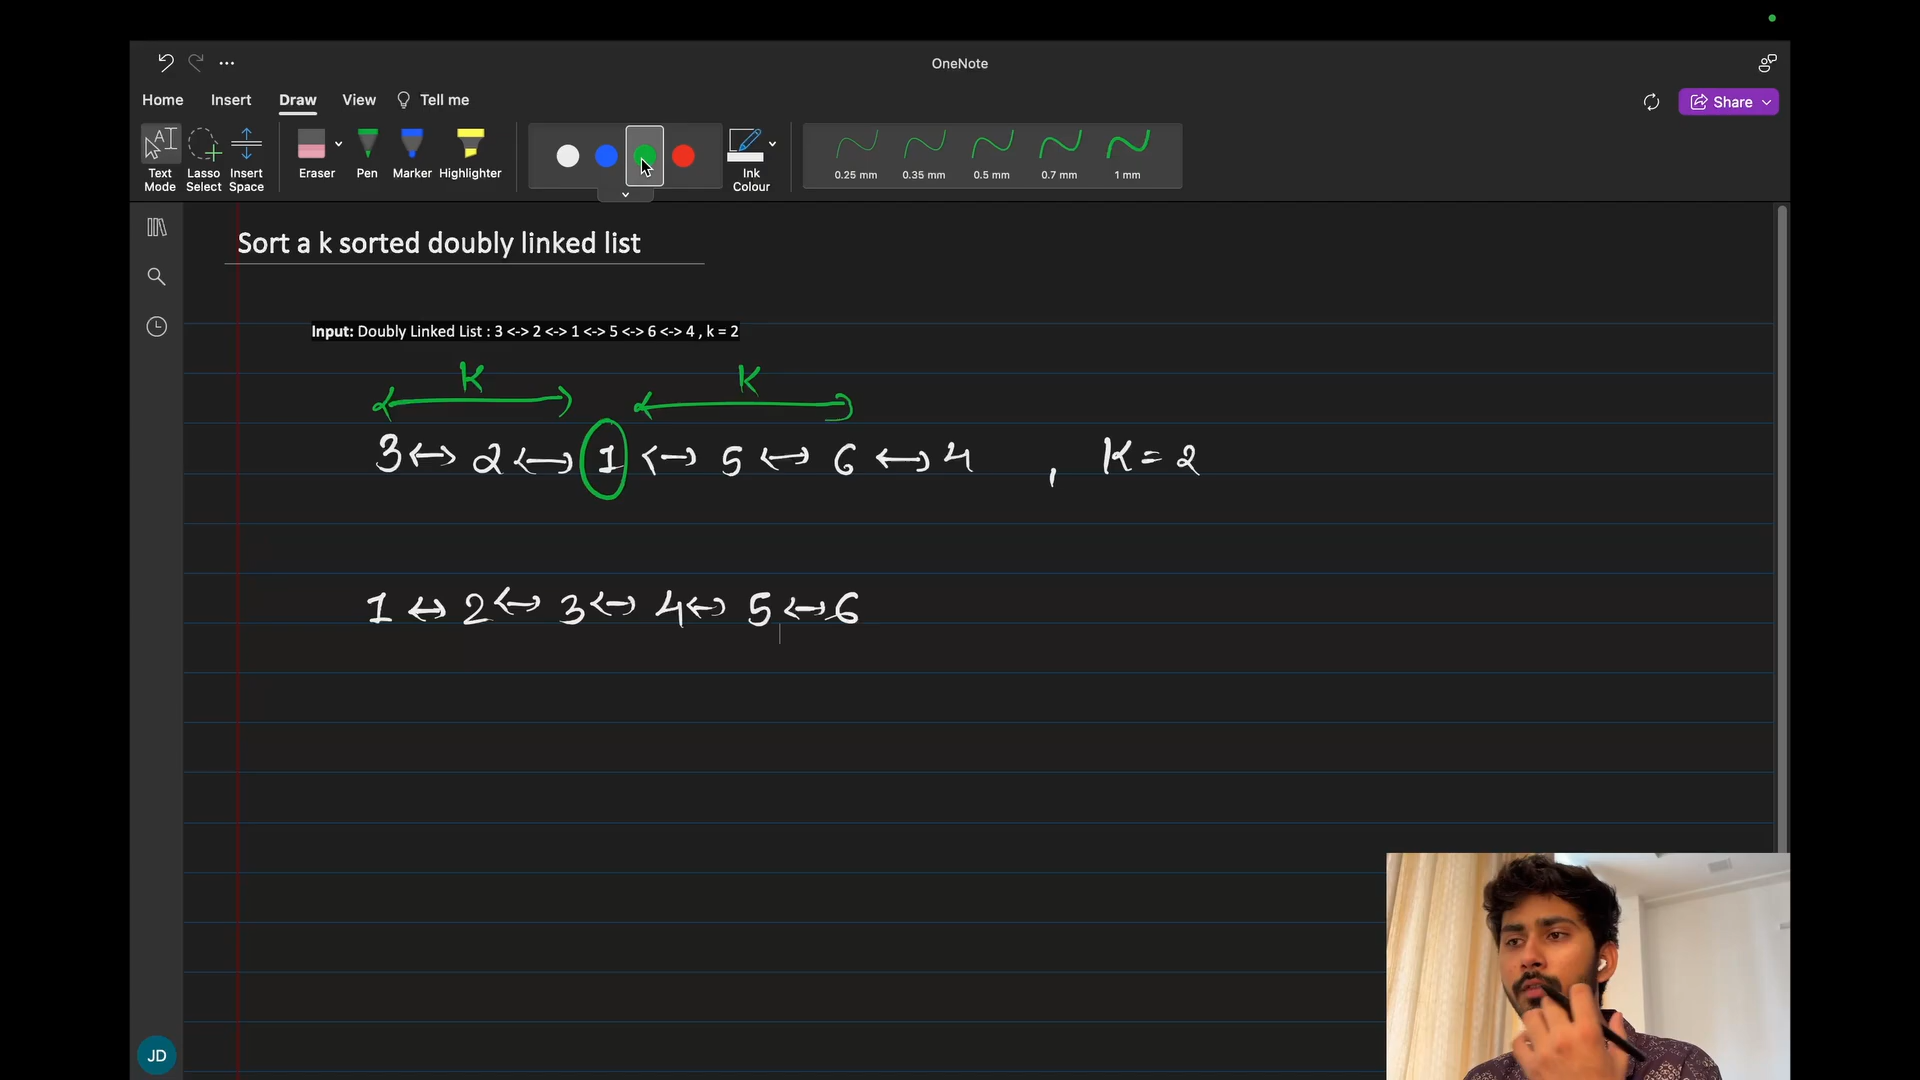 OneNote
Home Insert Draw View Tell me
Share
Text Mode
Lasso Select
Insert Space
Eraser
Pen
Marker
Highlighter
Ink Colour
0.25 mm
0.35 mm
0.5 mm
0.7 mm
1 mm
Sort a k sorted doubly linked list
Input: Doubly Linked List : 3 <-> 2 <-> 1 <-> 5 <-> 6 <-> 4 , k = 2
K K
3 <-> 2 <-> 1 <-> 5 <-> 6 <-> 4 , K = 2
1 <-> 2 <-> 3 <-> 4 <-> 5 <-> 6
JD